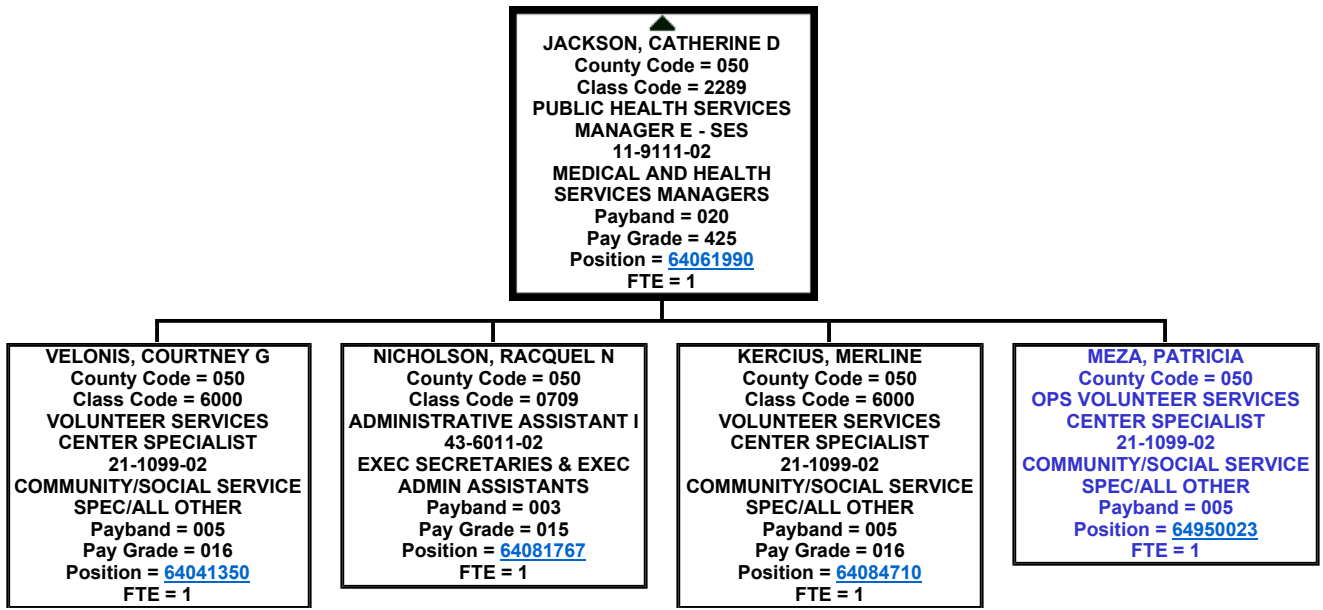 JACKSON, CATHERINE D
County Code = 050
Class Code = 2289
PUBLIC HEALTH SERVICES
MANAGER E - SES
11-9111-02
MEDICAL AND HEALTH
SERVICES MANAGERS
Payband = 020
Pay Grade = 425
Position = 64061990
FTE = 1
VELONIS, COURTNEY G
County Code = 050
Class Code = 6000
VOLUNTEER SERVICES
CENTER SPECIALIST
21-1099-02
COMMUNITY/SOCIAL SERVICE
SPEC/ALL OTHER
Payband = 005
Pay Grade = 016
Position = 64041350
FTE = 1
NICHOLSON, RACQUEL N
County Code = 050
Class Code = 0709
ADMINISTRATIVE ASSISTANT I
43-6011-02
EXEC SECRETARIES & EXEC
ADMIN ASSISTANTS
Payband = 003
Pay Grade = 015
Position = 64081767
FTE = 1
KERCIUS, MERLINE
County Code = 050
Class Code = 6000
VOLUNTEER SERVICES
CENTER SPECIALIST
21-1099-02
COMMUNITY/SOCIAL SERVICE
SPEC/ALL OTHER
Payband = 005
Pay Grade = 016
Position = 64084710
FTE = 1
MEZA, PATRICIA
County Code = 050
OPS VOLUNTEER SERVICES
CENTER SPECIALIST
21-1099-02
COMMUNITY/SOCIAL SERVICE
SPEC/ALL OTHER
Payband = 005
Position = 64950023
FTE = 1